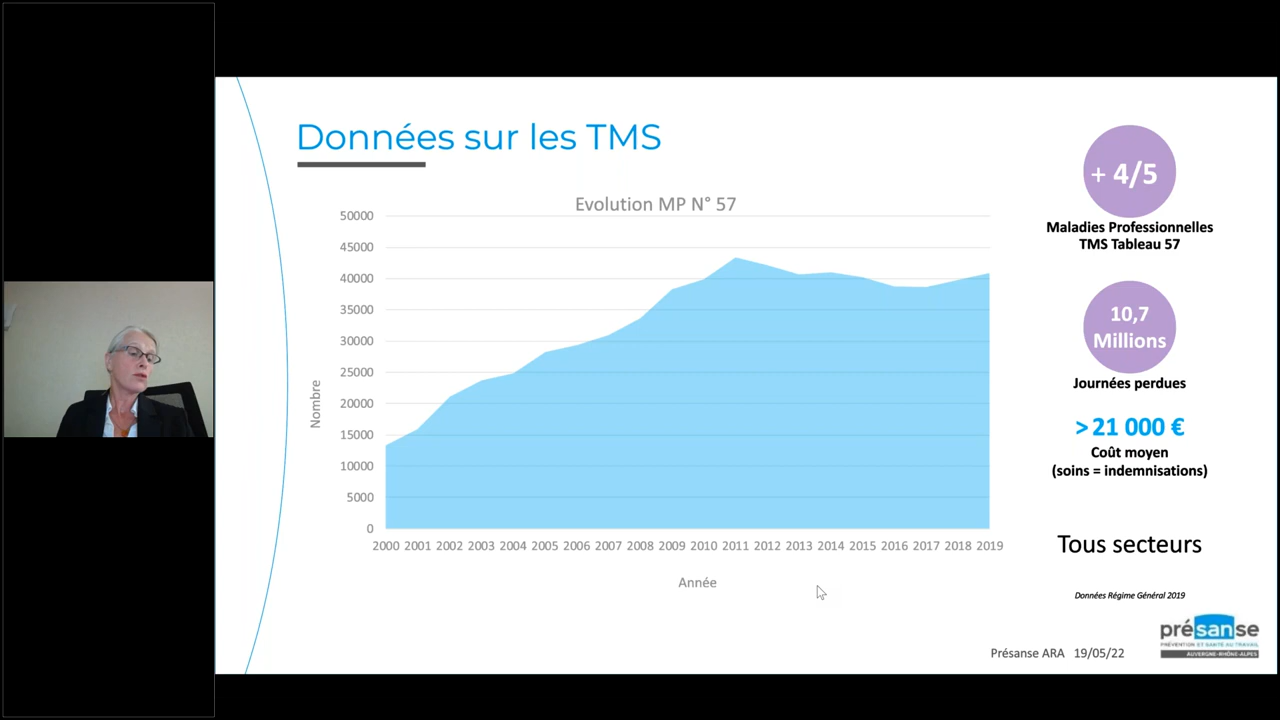 Données sur les TMS
Evolution MP N° 57
50000
45000
40000
35000
30000
25000
20000
15000
10000
5000
0
Nombre
2000 2001 2002 2003 2004 2005 2006 2007 2008 2009 2010 2011 2012 2013 2014 2015 2016 2017 2018 2019
Année
+ 4/5
Maladies Professionnelles
TMS Tableau 57
10,7
Millions
Journées perdues
> 21 000 €
Coût moyen
(soins = indemnisations)
Tous secteurs
Données Régime Général 2019
Présanse ARA 19/05/22
présanse
PRÉVENTION ET SANTÉ AU TRAVAIL
AUVERGNE-RHÔNE-ALPES